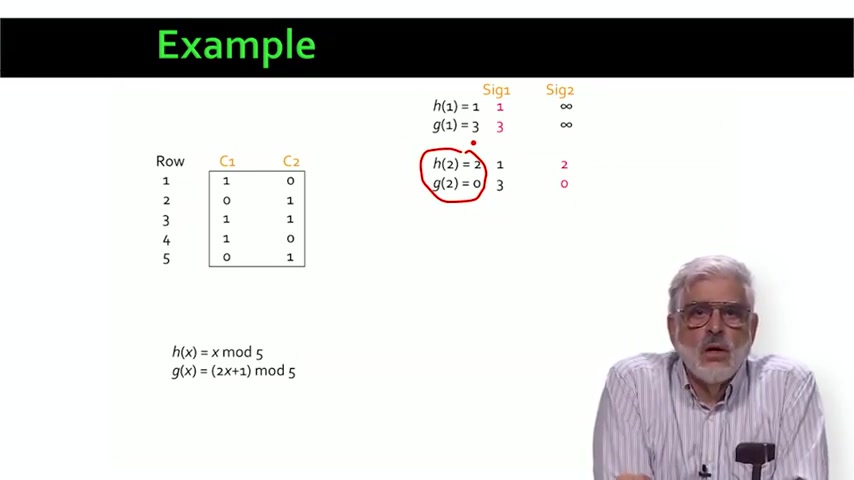 Example
Sig1 Sig2
h(1) = 1 1 ∞
g(1) = 3 3 ∞
h(2) = 2 1 2
g(2) = 0 3 0
Row C1 C2
1 1 0
2 0 1
3 1 1
4 1 0
5 0 1
h(x) = x mod 5
g(x) = (2x+1) mod 5